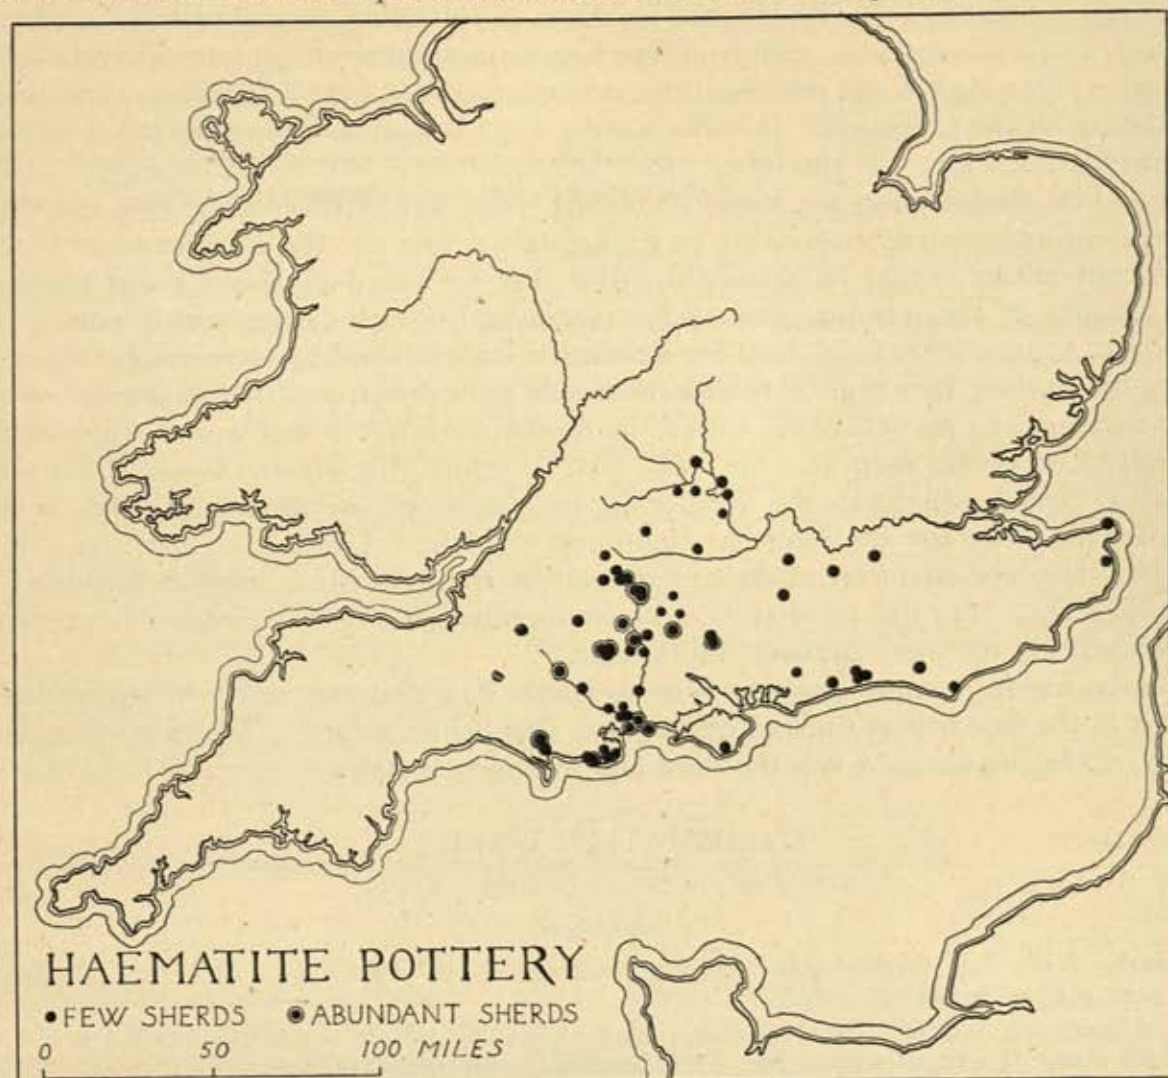 HAEMATITE POTTERY
• FEW SHERDS ◉ ABUNDANT SHERDS
0 50 100 MILES